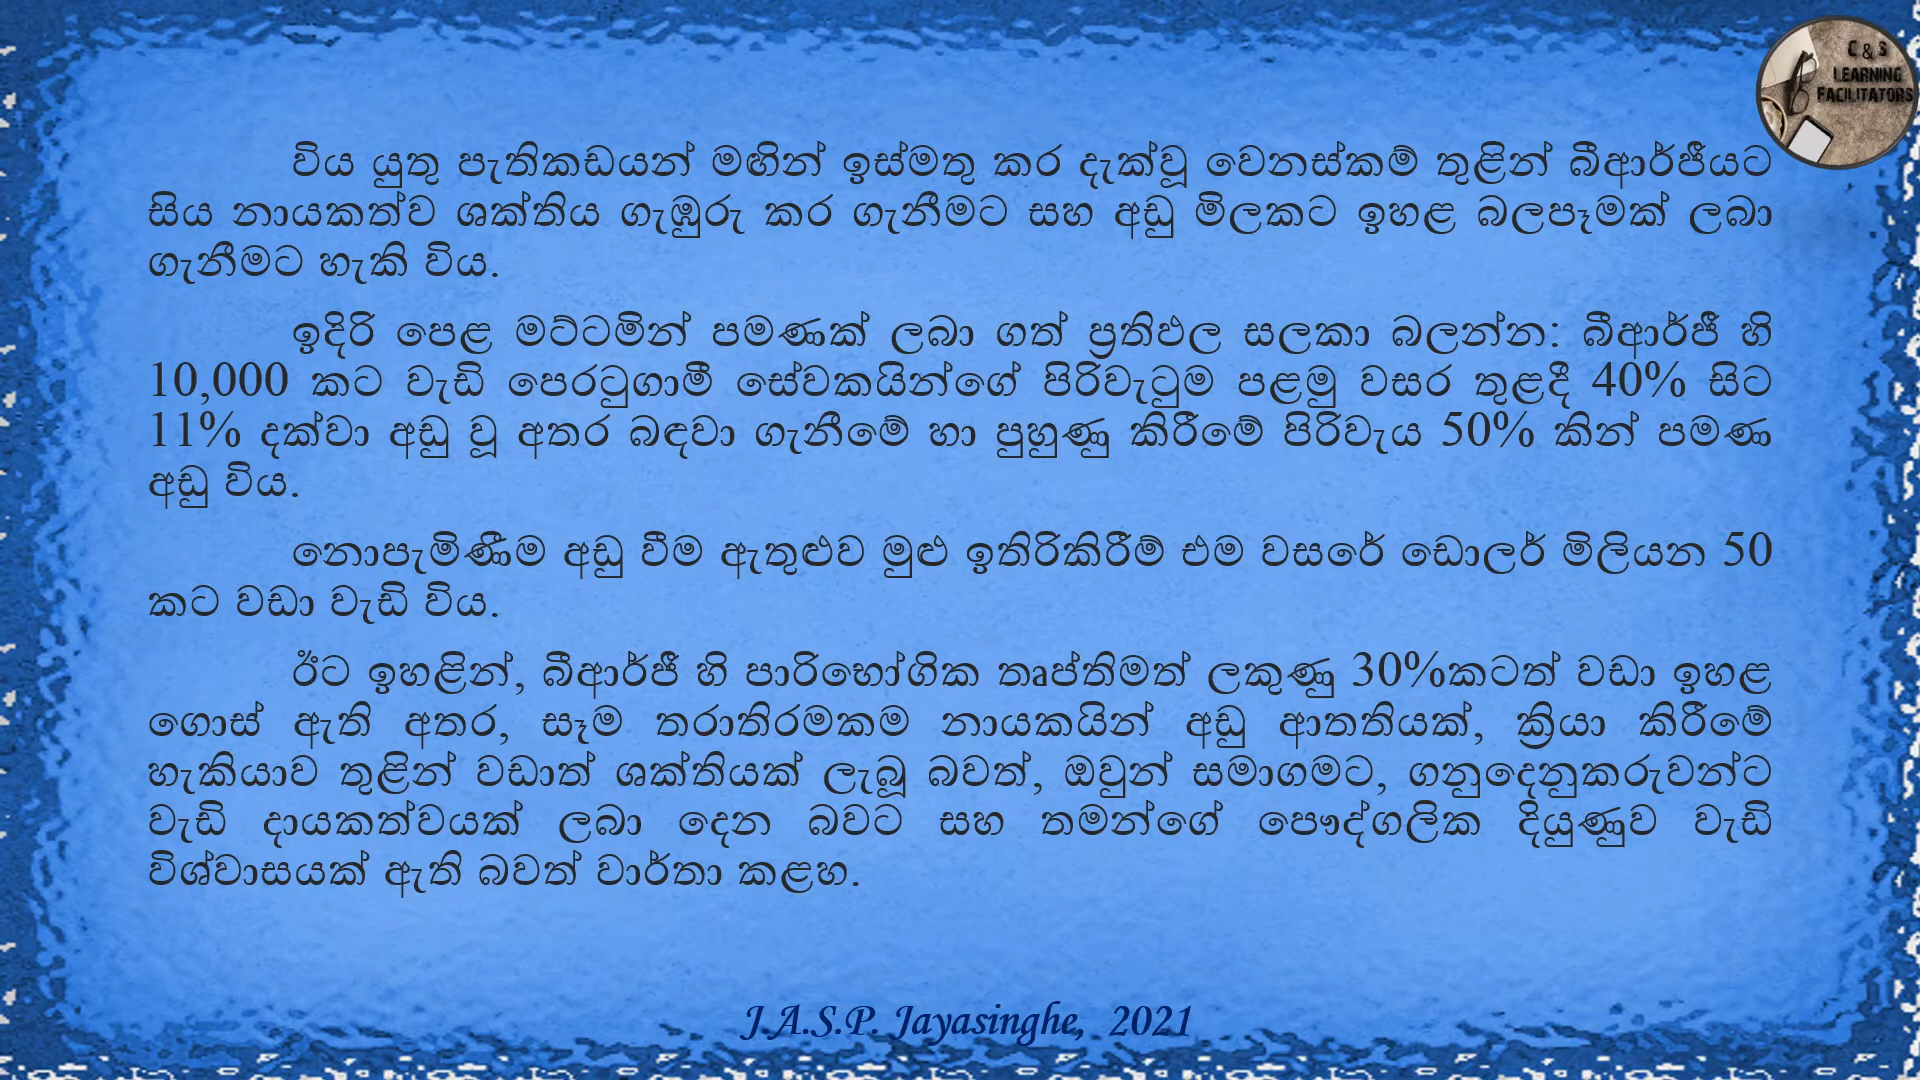 C & S
LEARNING
FACILITATORS
විය යුතු පැතිකඩයන් මඟින් ඉස්මතු කර දැක්වූ වෙනස්කම් තුළින් බීආර්ජීයට
සිය නායකත්ව ශක්තිය ගැඹුරු කර ගැනීමට සහ අඩු මිලකට ඉහළ බලපෑමක් ලබා
ගැනීමට හැකි විය.
ඉදිරි පෙළ මට්ටමින් පමණක් ලබා ගත් ප්‍රතිඵල සලකා බලන්න: බීආර්ජී හි
10,000 කට වැඩි පෙරටුගාමී සේවකයින්ගේ පිරිවැටුම පළමු වසර තුළදී 40% සිට
11% දක්වා අඩු වූ අතර බඳවා ගැනීමේ හා පුහුණු කිරීමේ පිරිවැය 50% කින් පමණ
අඩු විය.
නොපැමිණීම අඩු වීම ඇතුළුව මුළු ඉතිරිකිරීම් එම වසරේ ඩොලර් මිලියන 50
කට වඩා වැඩි විය.
ඊට ඉහළින්, බීආර්ජී හි පාරිභෝගික තෘප්තිමත් ලකුණු 30%කටත් වඩා ඉහළ
ගොස් ඇති අතර, සෑම තරාතිරමකම නායකයින් අඩු ආතතියක්, ක්‍රියා කිරීමේ
හැකියාව තුළින් වඩාත් ශක්තියක් ලැබූ බවත්, ඔවුන් සමාගමට, ගනුදෙනුකරුවන්ට
වැඩි දායකත්වයක් ලබා දෙන බවට සහ තමන්ගේ පෞද්ගලික දියුණුව වැඩි
විශ්වාසයක් ඇති බවත් වාර්තා කළහ.
J.A.S.P. Jayasinghe, 2021